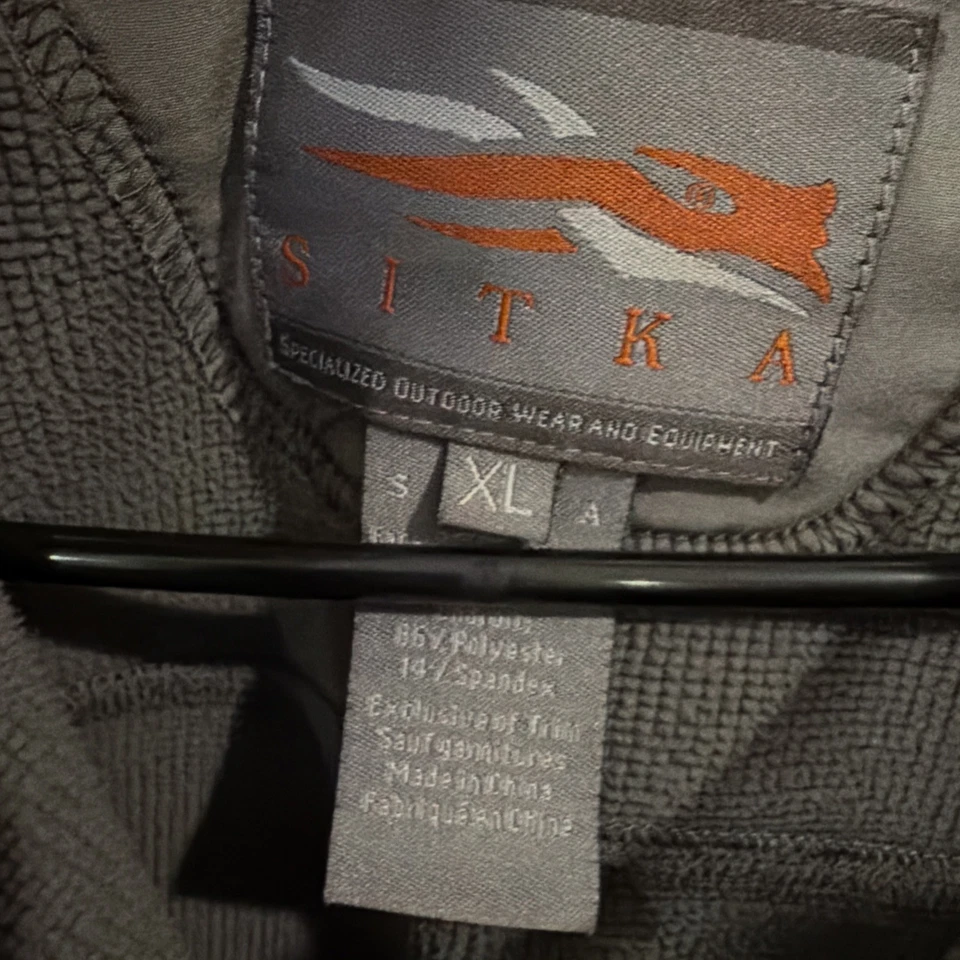 SITKA
SPECIALIZED OUTDOOR WEAR AND EQUIPMENT
XL
86% Polyester,
14% Spandex
Exclusive of Trim
Sauf garnitures
Made in China
Fabriqué en Chine